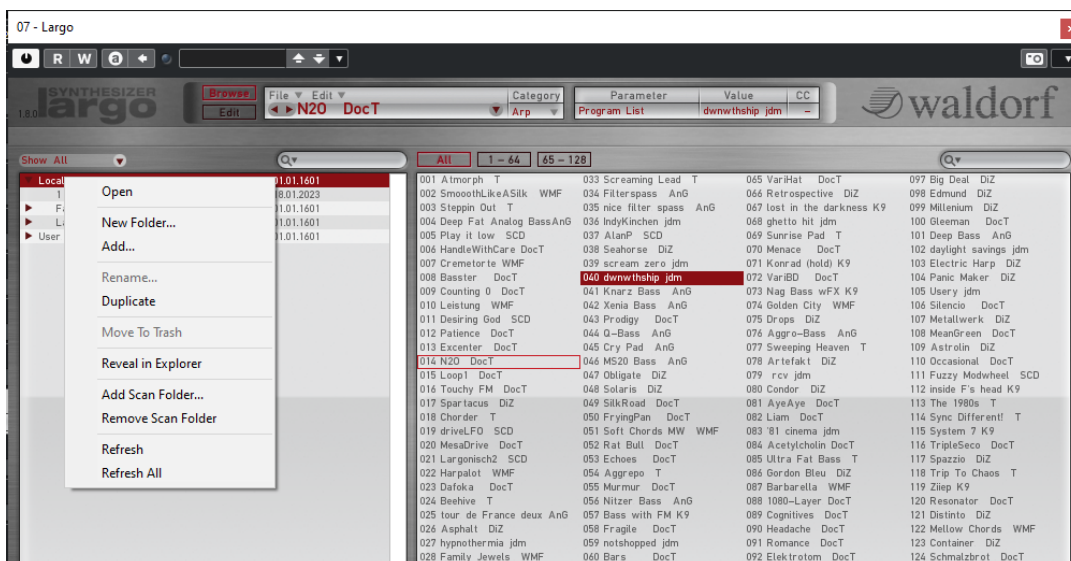 07 - Largo
R W a
SYNTHESIZER
largo
1.8.0
Browse
Edit
File Edit
N2O DocT
Category
Arp
Parameter Value CC
Program List dwnwthship jdm –
waldorf
Show All
All 1 – 64 65 – 128
Local 01.01.1601
1 8.01.2023
Fa 01.01.1601
La 01.01.1601
User 01.01.1601
Open
New Folder...
Add...
Rename...
Duplicate
Move To Trash
Reveal in Explorer
Add Scan Folder...
Remove Scan Folder
Refresh
Refresh All
001 Atmorph T 033 Screaming Lead T 065 VariHat DocT 097 Big Deal DiZ
002 SmooothLikeASilk WMF 034 Filterspass AnG 066 Retrospective DiZ 098 Edmund DiZ
003 Steppin Out T 035 nice filter spass AnG 067 lost in the darkness K9 099 Millenium DiZ
004 Deep Fat Analog BassAnG 036 IndyKinchen jdm 068 ghetto hit jdm 100 Gleeman DocT
005 Play it low SCD 037 AlanP SCD 069 Sunrise Pad T 101 Deep Bass AnG
006 HandleWithCare DocT 038 Seahorse DiZ 070 Menace DocT 102 daylight savings jdm
007 Cremetorte WMF 039 scream zero jdm 071 Konrad (hold) K9 103 Electric Harp DiZ
008 Basster DocT 040 dwnwthship jdm 072 VariBD DocT 104 Panic Maker DiZ
009 Counting 0 DocT 041 Knarz Bass AnG 073 Nag Bass wFX K9 105 Usery jdm
010 Leistung WMF 042 Xenia Bass AnG 074 Golden City WMF 106 Silencio DocT
011 Desiring God SCD 043 Prodigy DocT 075 Drops DiZ 107 Metallwerk DiZ
012 Patience DocT 044 Q–Bass AnG 076 Aggro–Bass AnG 108 MeanGreen DocT
013 Excenter DocT 045 Cry Pad AnG 077 Sweeping Heaven T 109 Astrolin DiZ
014 N2O DocT 046 MS20 Bass AnG 078 Artefakt DiZ 110 Occasional DocT
015 Loop1 DocT 047 Obligate DiZ 079 rcv jdm 111 Fuzzy Modwheel SCD
016 Touchy FM DocT 048 Solaris DiZ 080 Condor DiZ 112 inside F's head K9
017 Spartacus DiZ 049 SilkRoad DocT 081 AyeAye DocT 113 The 1980s T
018 Chorder T 050 FryingPan DocT 082 Liam DocT 114 Sync Different! T
019 driveLFO SCD 051 Soft Chords MW WMF 083 '81 cinema jdm 115 System 7 K9
020 MesaDrive DocT 052 Rat Bull DocT 084 Acetylcholin DocT 116 TripleSeco DocT
021 Largonisch2 SCD 053 Echoes DocT 085 Ultra Fat Bass T 117 Spazzio DiZ
022 Harpalot WMF 054 Aggrepo T 086 Gordon Bleu DiZ 118 Trip To Chaos T
023 Dafoka DocT 055 Murmur DocT 087 Barbarella WMF 119 Ziiep K9
024 Beehive T 056 Nitzer Bass AnG 088 1080–Layer DocT 120 Resonator DocT
025 tour de France deux AnG 057 Bass with FM K9 089 Cognitives DocT 121 Distinto DiZ
026 Asphalt DiZ 058 Fragile DocT 090 Headache DocT 122 Mellow Chords WMF
027 hypnothermia jdm 059 notshopped jdm 091 Romance DocT 123 Container DiZ
028 Family Jewels WMF 060 Bars DocT 092 Elektrotom DocT 124 Schmalzbrot DocT